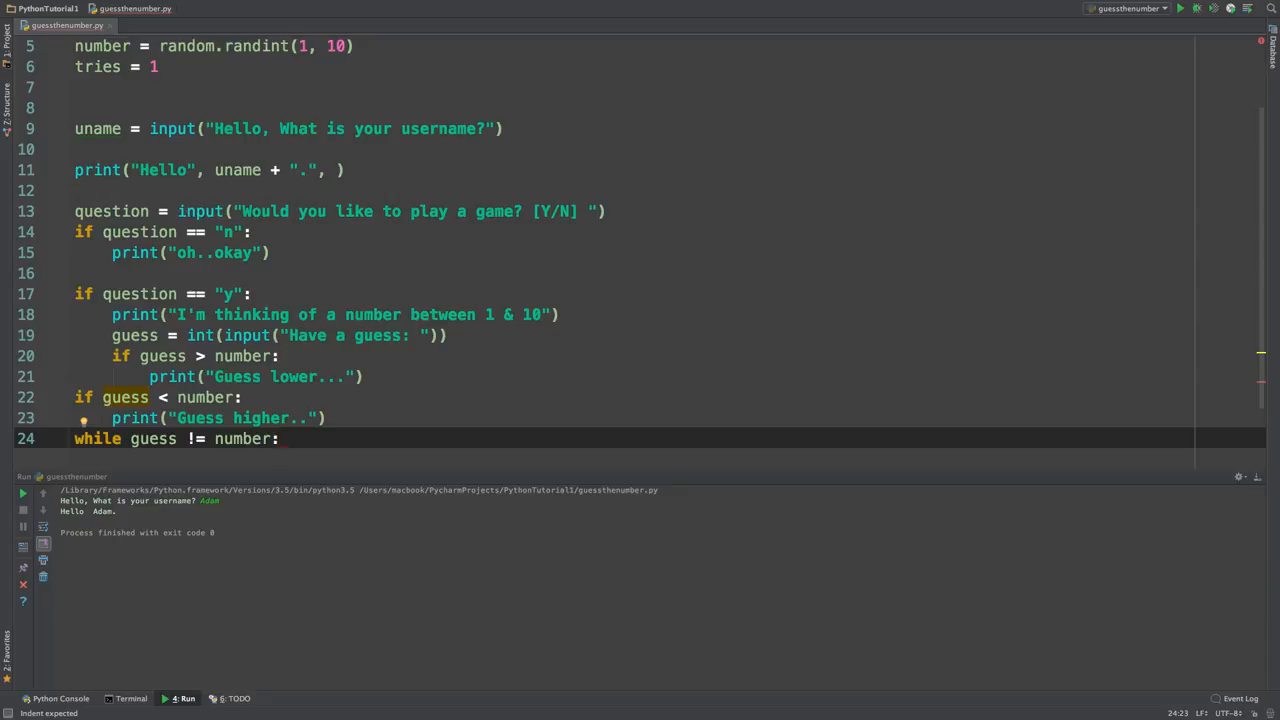 PythonTutorial1 guessthenumber.py guessthenumber
guessthenumber.py
1: Project
Z: Structure
2: Favorites
Database
5 number = random.randint(1, 10)
6 tries = 1
7
8
9 uname = input("Hello, What is your username?")
10
11 print("Hello", uname + ".", )
12
13 question = input("Would you like to play a game? [Y/N] ")
14 if question == "n":
15 print("oh..okay")
16
17 if question == "y":
18 print("I'm thinking of a number between 1 & 10")
19 guess = int(input("Have a guess: "))
20 if guess > number:
21 print("Guess lower...")
22 if guess < number:
23 print("Guess higher..")
24 while guess != number:
Run guessthenumber
/Library/Frameworks/Python.framework/Versions/3.5/bin/python3.5 /Users/macbook/PycharmProjects/PythonTutorial1/guessthenumber.py
Hello, What is your username? Adam
Hello  Adam.
Process finished with exit code 0
Python Console Terminal 4: Run 6: TODO Event Log
Indent expected 24:23 LF÷ UTF-8÷